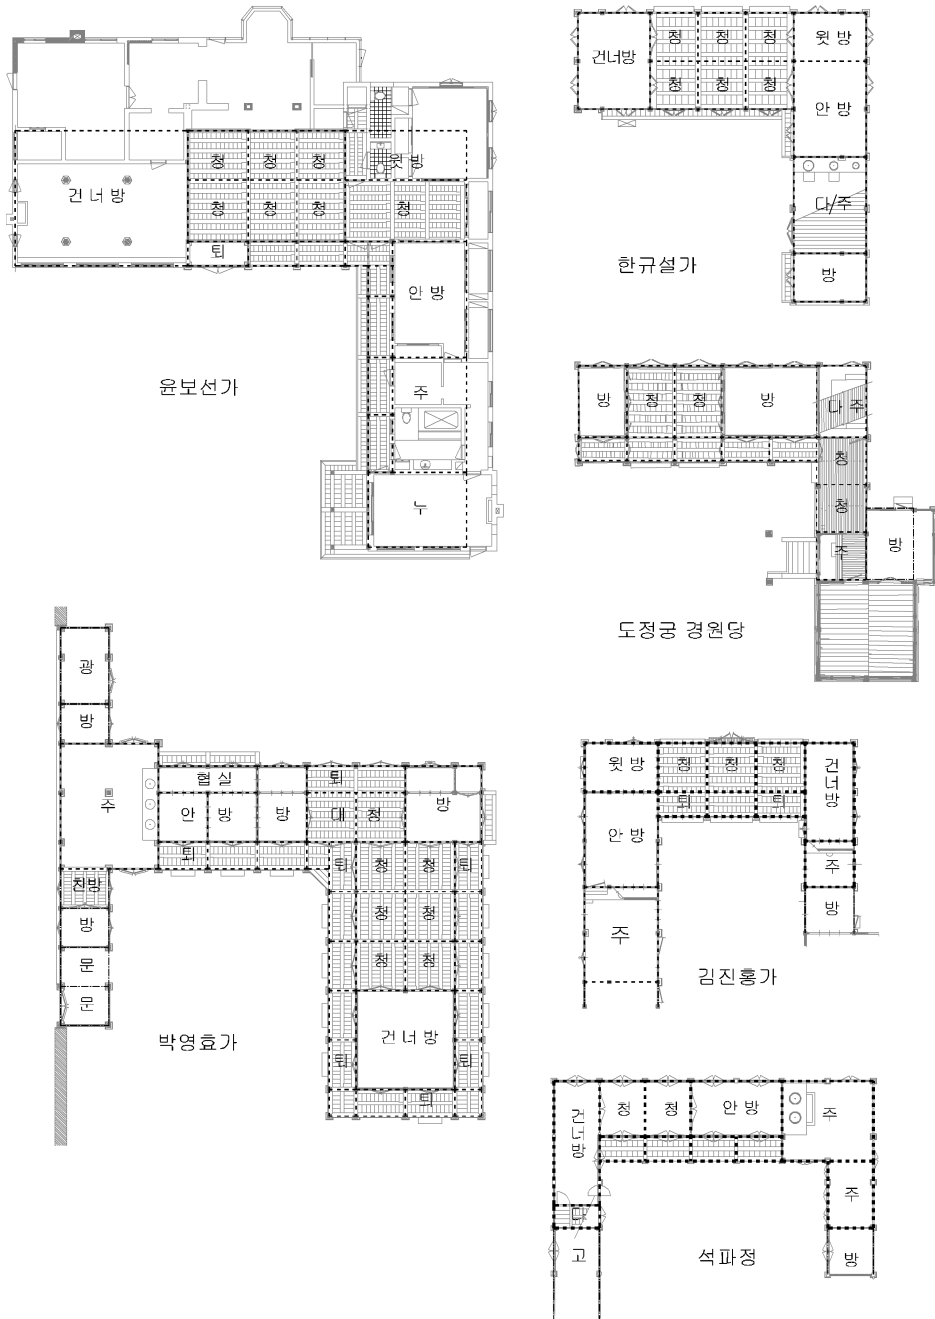 청 청 청
윗 방
건 너 방
청 청 청
청
퇴
안 방
주
누
윤보선가
건너방
청 청 청
윗 방
청 청 청
안 방
다/주
방
한규설가
방
청 청
방
다 주
청
청
주
방
도정궁 경원당
광
방
주
협 실
퇴
안 방
방
대 청
방
퇴
찬방
방
문
문
퇴 청 청 퇴
청 청
청 청
건 너 방
퇴 퇴
퇴
박영효가
윗 방
청 청 청
건
너
방
퇴 퇴
안 방
주
방
주
김진홍가
건
너
방
청 청
안 방
주
다
고
주
방
석파정